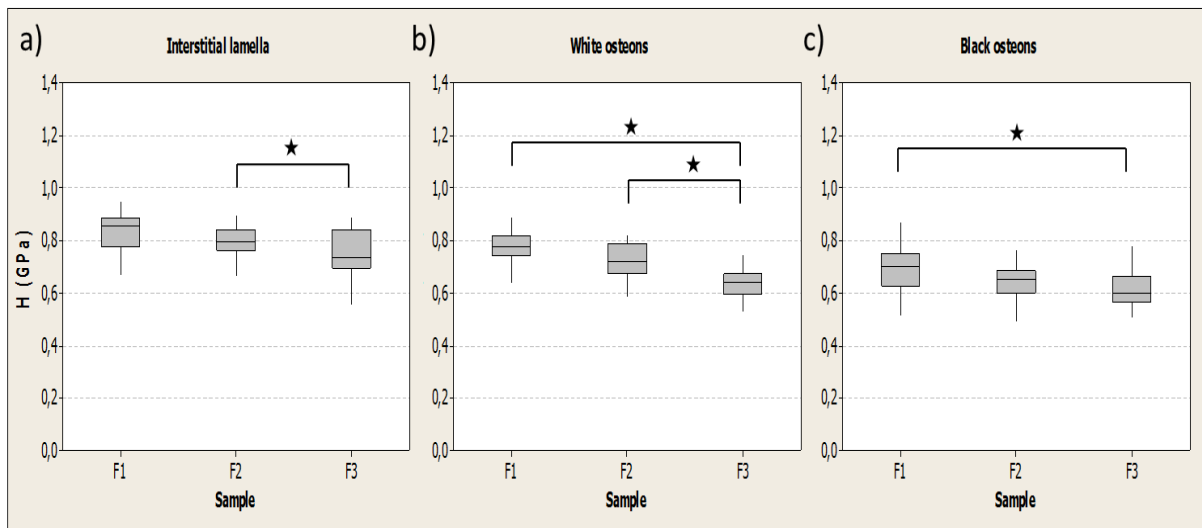 a)
Interstitial lamella
b)
White osteons
c)
Black osteons
H (GPa)
1,4
1,2
1,0
0,8
0,6
0,4
0,2
0,0
F1
F2
F3
Sample
1,4
1,2
1,0
0,8
0,6
0,4
0,2
0,0
F1
F2
F3
Sample
1,4
1,2
1,0
0,8
0,6
0,4
0,2
0,0
F1
F2
F3
Sample